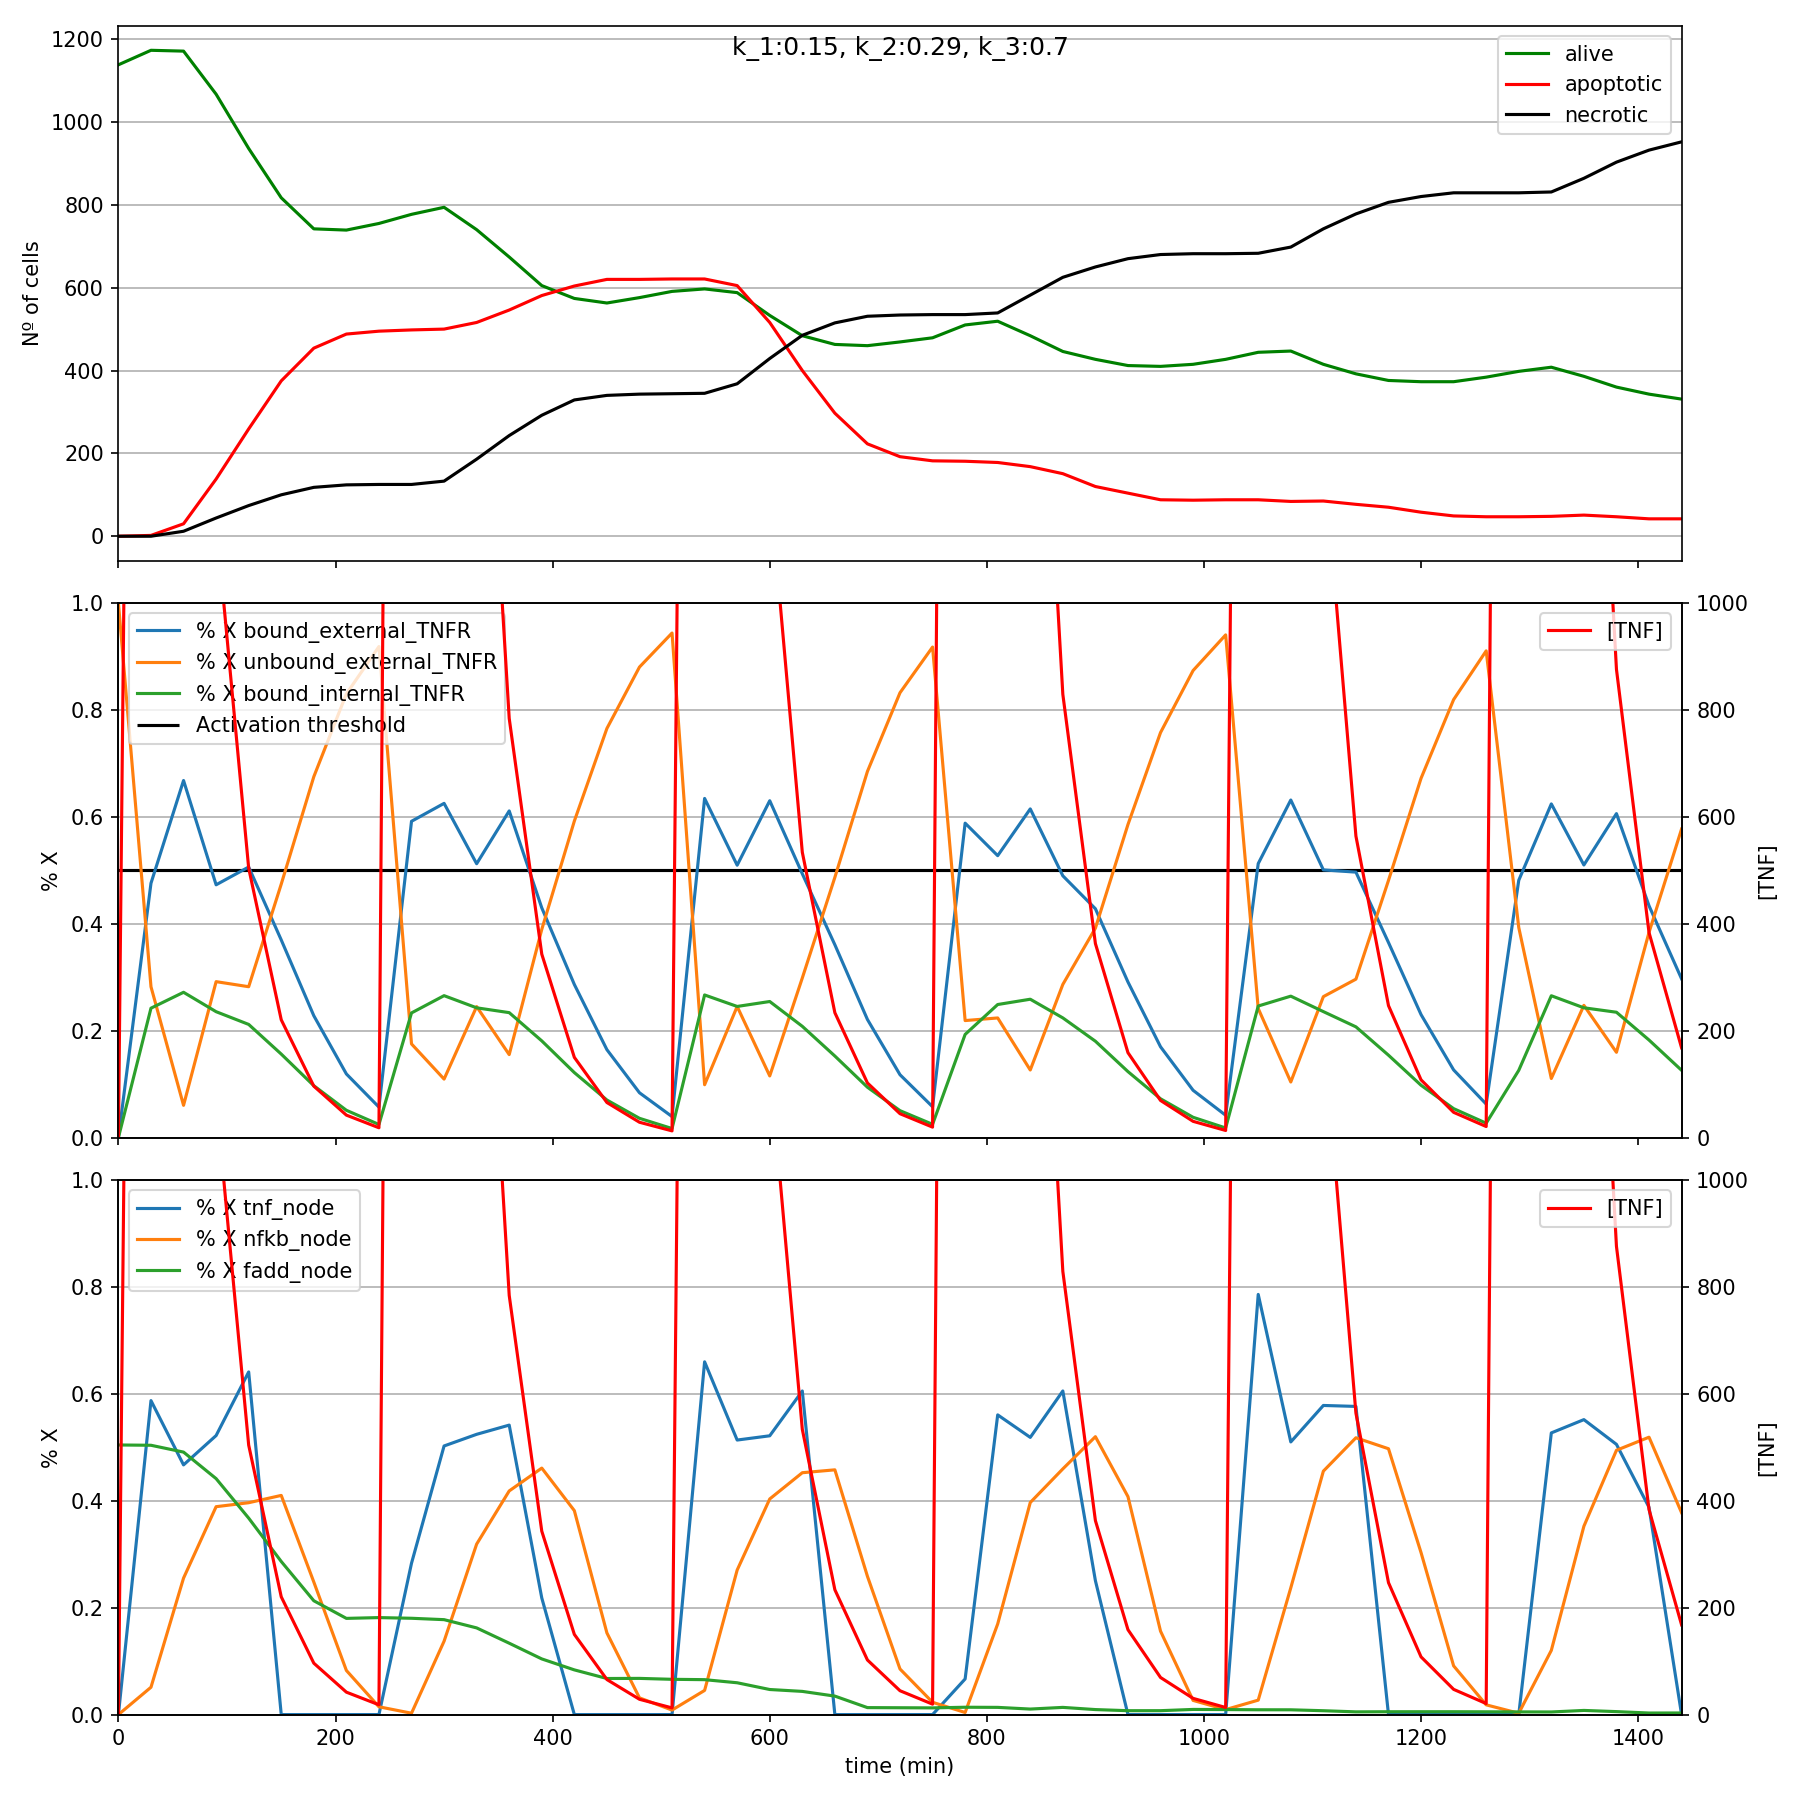 k_1:0.15, k_2:0.29, k_3:0.7
alive
apoptotic
necrotic
1200
1000
800
600
400
200
0
Nº of cells
% X bound_external_TNFR
% X unbound_external_TNFR
% X bound_internal_TNFR
Activation threshold
[TNF]
1.0
0.8
0.6
0.4
0.2
0.0
% X
1000
800
600
400
200
0
[TNF]
% X tnf_node
% X nfkb_node
% X fadd_node
[TNF]
1.0
0.8
0.6
0.4
0.2
0.0
% X
1000
800
600
400
200
0
[TNF]
0 200 400 600 800 1000 1200 1400
time (min)